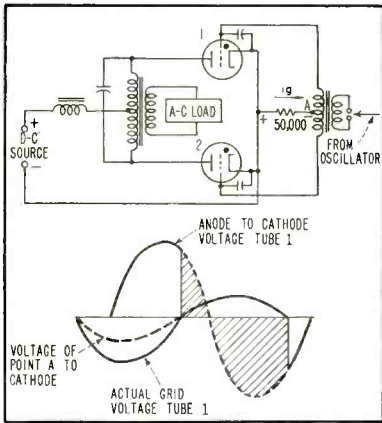 1
A-C LOAD
ig
A
+
50,000
+
D-C
SOURCE
−
FROM
OSCILLATOR
2
ANODE TO CATHODE
VOLTAGE TUBE 1
VOLTAGE OF
POINT A TO
CATHODE
ACTUAL GRID
VOLTAGE TUBE 1